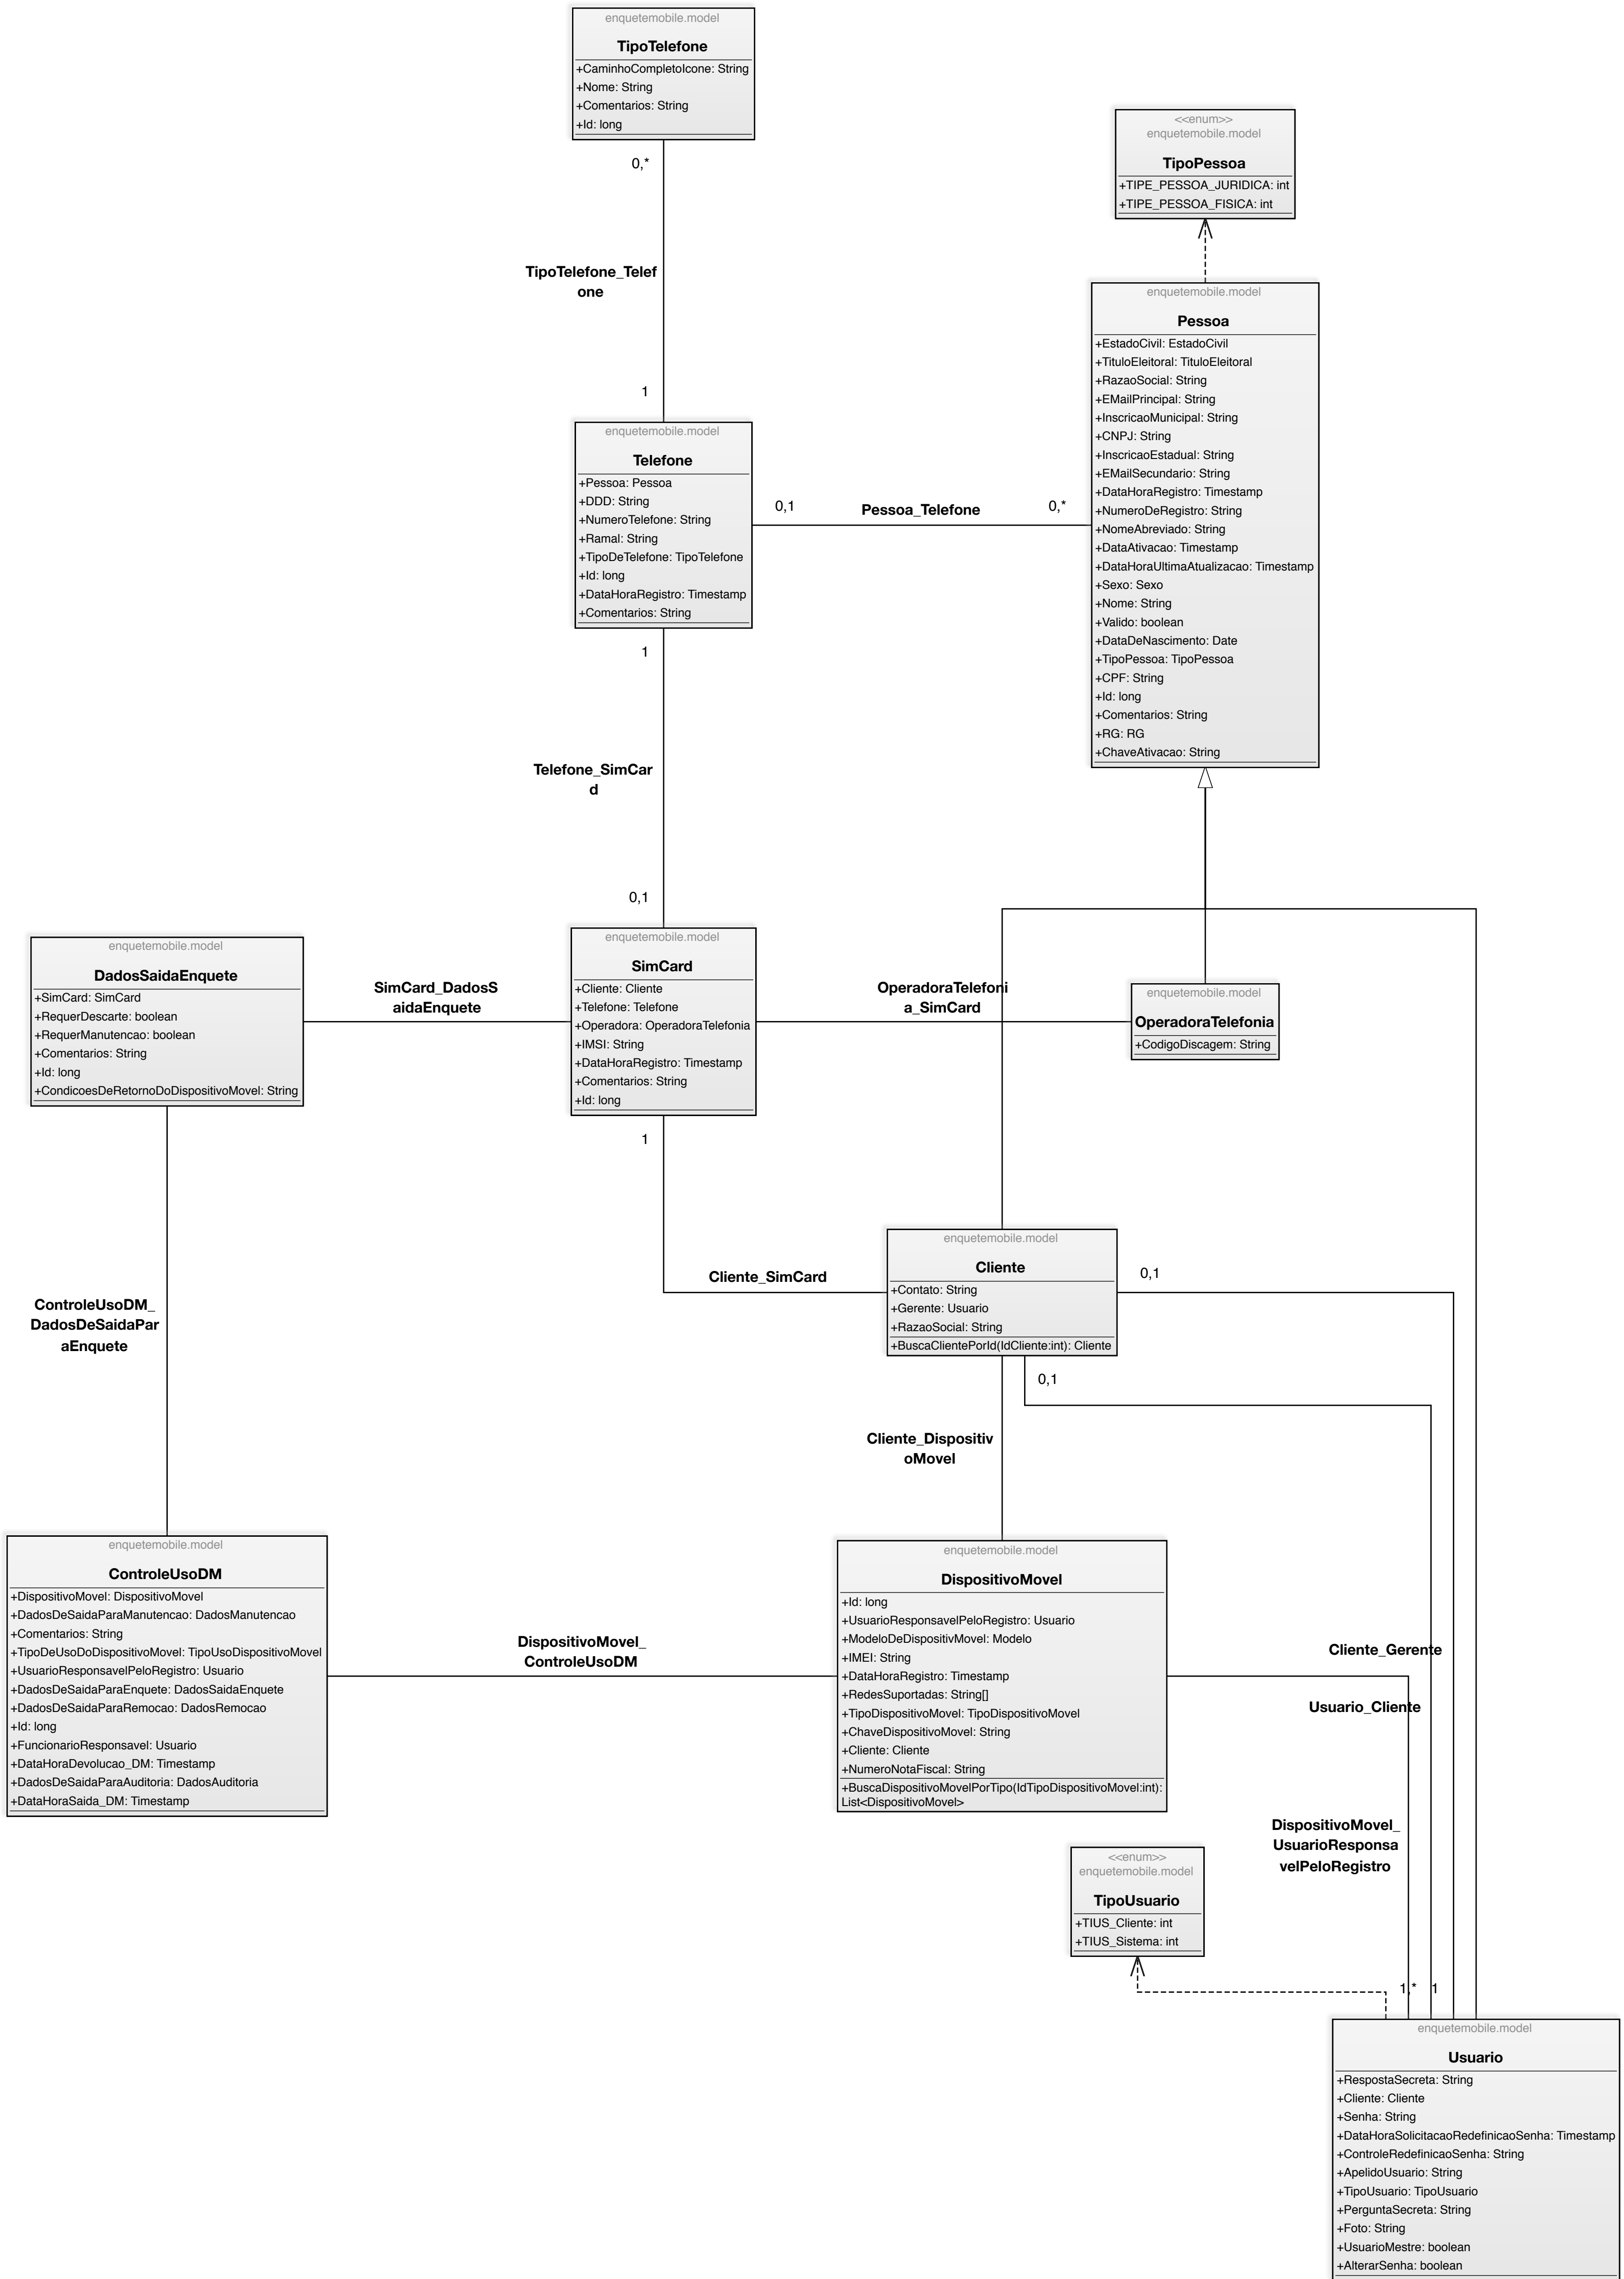 enquetemobile.model
TipoTelefone
+CaminhoCompletoIcone: String
+Nome: String
+Comentarios: String
+Id: long
0,*
TipoTelefone_Telef
one
1
<<enum>>
enquetemobile.model
TipoPessoa
+TIPE_PESSOA_JURIDICA: int
+TIPE_PESSOA_FISICA: int
enquetemobile.model
Pessoa
+EstadoCivil: EstadoCivil
+TituloEleitoral: TituloEleitoral
+RazaoSocial: String
+EMailPrincipal: String
+InscricaoMunicipal: String
+CNPJ: String
+InscricaoEstadual: String
+EMailSecundario: String
+DataHoraRegistro: Timestamp
+NumeroDeRegistro: String
+NomeAbreviado: String
+DataAtivacao: Timestamp
+DataHoraUltimaAtualizacao: Timestamp
+Sexo: Sexo
+Nome: String
+Valido: boolean
+DataDeNascimento: Date
+TipoPessoa: TipoPessoa
+CPF: String
+Id: long
+Comentarios: String
+RG: RG
+ChaveAtivacao: String
enquetemobile.model
Telefone
+Pessoa: Pessoa
+DDD: String
+NumeroTelefone: String
+Ramal: String
+TipoDeTelefone: TipoTelefone
+Id: long
+DataHoraRegistro: Timestamp
+Comentarios: String
0,1
Pessoa_Telefone
0,*
1
Telefone_SimCar
d
0,1
enquetemobile.model
DadosSaidaEnquete
+SimCard: SimCard
+RequerDescarte: boolean
+RequerManutencao: boolean
+Comentarios: String
+Id: long
+CondicoesDeRetornoDoDispositivoMovel: String
SimCard_DadosS
aidaEnquete
enquetemobile.model
SimCard
+Cliente: Cliente
+Telefone: Telefone
+Operadora: OperadoraTelefonia
+IMSI: String
+DataHoraRegistro: Timestamp
+Comentarios: String
+Id: long
OperadoraTelefoni
a_SimCard
enquetemobile.model
OperadoraTelefonia
+CodigoDiscagem: String
1
Cliente_SimCard
enquetemobile.model
Cliente
+Contato: String
+Gerente: Usuario
+RazaoSocial: String
+BuscaClientePorId(IdCliente:int): Cliente
0,1
0,1
ControleUsoDM_
DadosDeSaidaPar
aEnquete
Cliente_Dispositiv
oMovel
enquetemobile.model
ControleUsoDM
+DispositivoMovel: DispositivoMovel
+DadosDeSaidaParaManutencao: DadosManutencao
+Comentarios: String
+TipoDeUsoDoDispositivoMovel: TipoUsoDispositivoMovel
+UsuarioResponsavelPeloRegistro: Usuario
+DadosDeSaidaParaEnquete: DadosSaidaEnquete
+DadosDeSaidaParaRemocao: DadosRemocao
+Id: long
+FuncionarioResponsavel: Usuario
+DataHoraDevolucao_DM: Timestamp
+DadosDeSaidaParaAuditoria: DadosAuditoria
+DataHoraSaida_DM: Timestamp
DispositivoMovel_
ControleUsoDM
enquetemobile.model
DispositivoMovel
+Id: long
+UsuarioResponsavelPeloRegistro: Usuario
+ModeloDeDispositivMovel: Modelo
+IMEI: String
+DataHoraRegistro: Timestamp
+RedesSuportadas: String[]
+TipoDispositivoMovel: TipoDispositivoMovel
+ChaveDispositivoMovel: String
+Cliente: Cliente
+NumeroNotaFiscal: String
+BuscaDispositivoMovelPorTipo(IdTipoDispositivoMovel:int):
List<DispositivoMovel>
Cliente_Gerente
Usuario_Cliente
DispositivoMovel_
UsuarioResponsa
velPeloRegistro
<<enum>>
enquetemobile.model
TipoUsuario
+TIUS_Cliente: int
+TIUS_Sistema: int
1,*
1
enquetemobile.model
Usuario
+RespostaSecreta: String
+Cliente: Cliente
+Senha: String
+DataHoraSolicitacaoRedefinicaoSenha: Timestamp
+ControleRedefinicaoSenha: String
+ApelidoUsuario: String
+TipoUsuario: TipoUsuario
+PerguntaSecreta: String
+Foto: String
+UsuarioMestre: boolean
+AlterarSenha: boolean